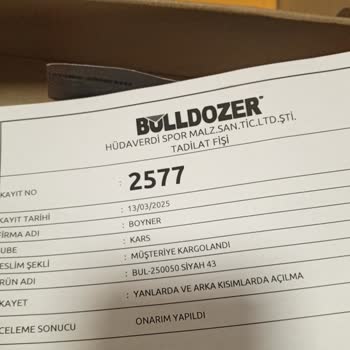 BULLDOZER
HÜDAVERDİ SPOR MALZ.SAN.TİC.LTD.ŞTİ.
TADİLAT FİŞİ
KAYIT NO : 2577
KAYIT TARİHİ : 13/03/2025
FİRMA ADI : BOYNER
ŞUBE : KARS
TESLİM ŞEKLİ : MÜŞTERİYE KARGOLANDI
ÜRÜN ADI : BUL-250050 SİYAH 43
ŞİKAYET : YANLARDA VE ARKA KISIMLARDA AÇILMA
İNCELEME SONUCU ONARIM YAPILDI